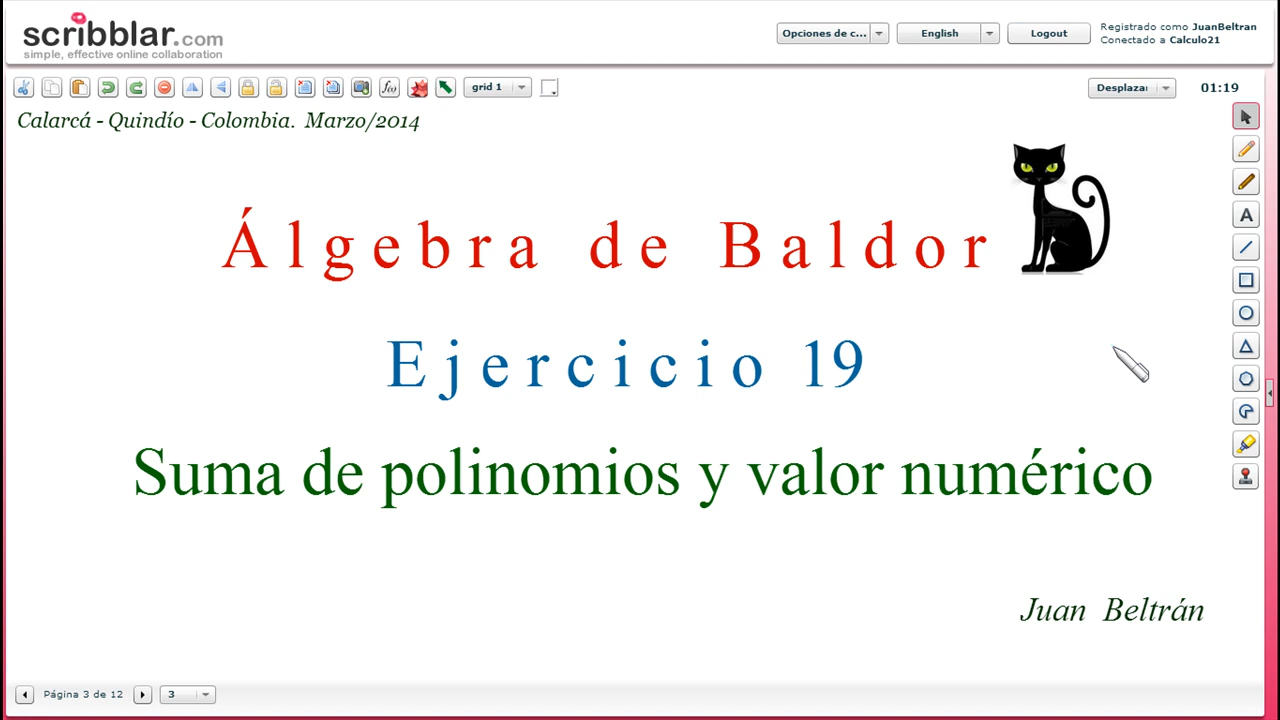 scribblar.com
simple, effective online collaboration
Opciones de c...
English
Logout
Registrado como JuanBeltran
Conectado a Calculo21
f(x)
grid 1
Desplaza
01:19
Calarcá - Quindío - Colombia. Marzo/2014
A
Álgebra de Baldor
Ejercicio 19
Suma de polinomios y valor numérico
Juan Beltrán
Página 3 de 12
3